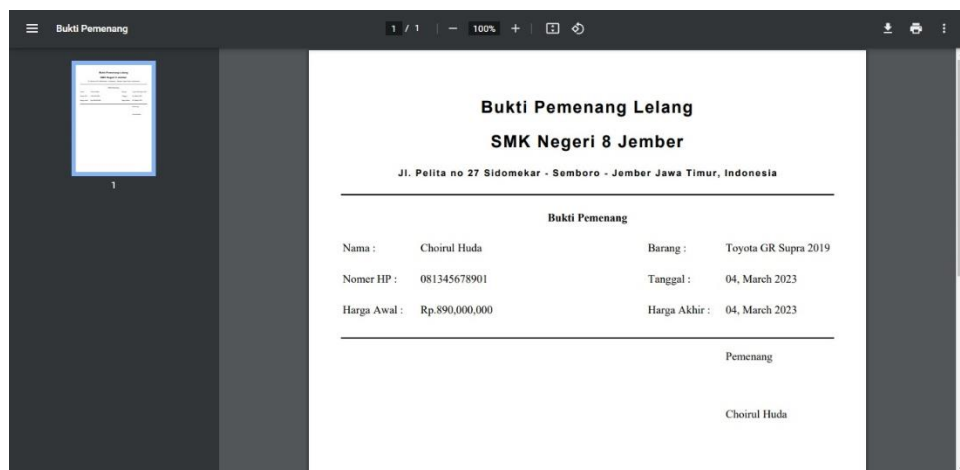 Bukti Pemenang
1 / 1 | − 100% + |
1
Bukti Pemenang Lelang
SMK Negeri 8 Jember
Jl. Pelita no 27 Sidomekar - Semboro - Jember Jawa Timur, Indonesia
Bukti Pemenang
Nama : Choirul Huda Barang : Toyota GR Supra 2019
Nomer HP : 081345678901 Tanggal : 04, March 2023
Harga Awal : Rp.890,000,000 Harga Akhir : 04, March 2023
Pemenang
Choirul Huda